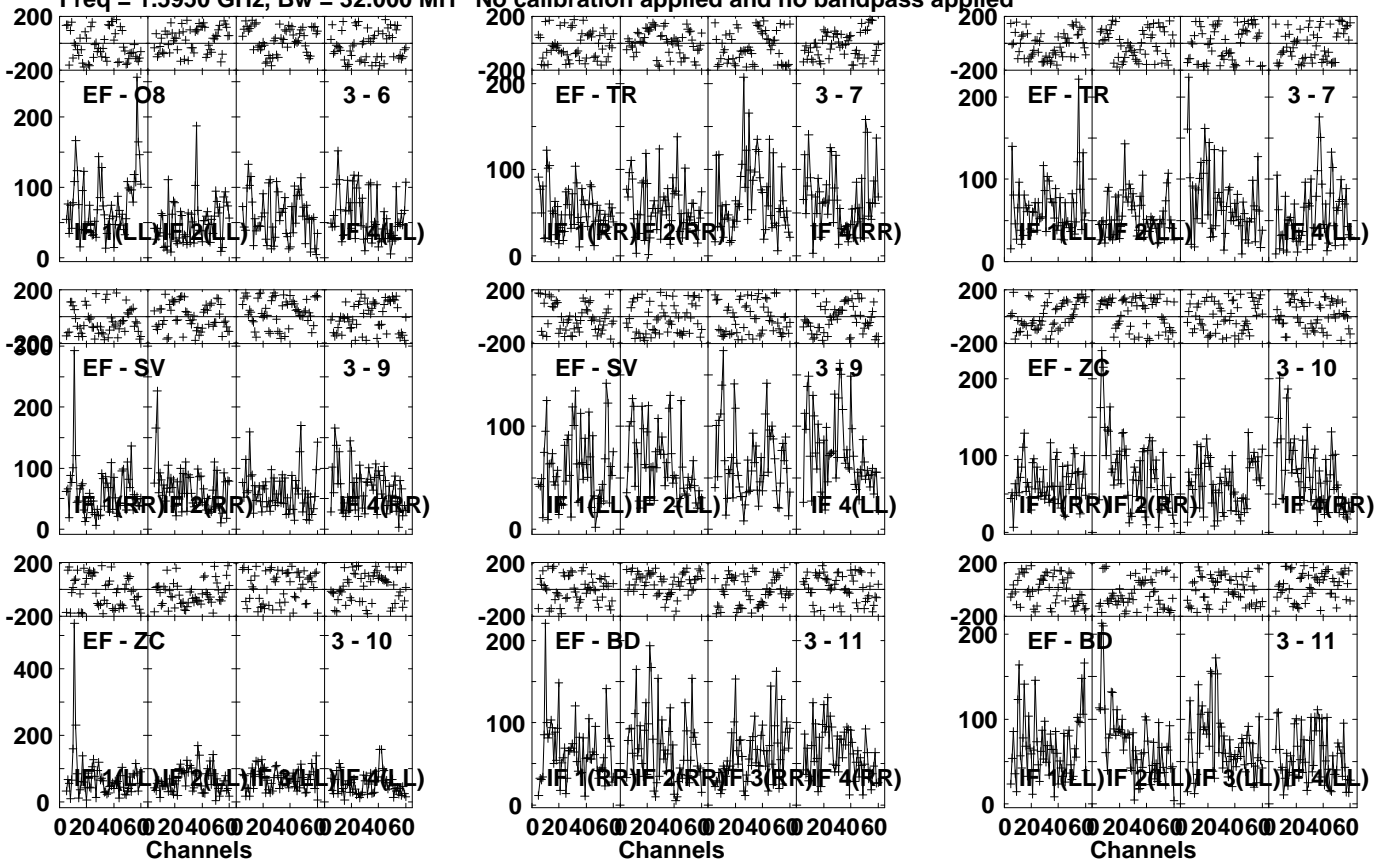 Freq = 1.5950 GHz, Bw = 32.000 MH No calibration applied and no bandpass applied
200
-200
EF - O8 3 - 6
200
100
0
IF 1(LL) IF 2(LL) IF 4(LL)
-200
EF - TR 3 - 7
200
100
0
IF 1(RR) IF 2(RR) IF 4(RR)
EF - TR 3 - 7
200
100
0
IF 1(LL) IF 2(LL) IF 4(LL)
200
-200
300
EF - SV 3 - 9
200
100
0
IF 1(RR) IF 2(RR) IF 4(RR)
EF - SV 3 - 9
100
0
IF 1(LL) IF 2(LL) IF 4(LL)
200
-200
EF - ZC 3 - 10
200
100
0
IF 1(RR) IF 2(RR) IF 4(RR)
200
-200
EF - ZC 3 - 10
400
200
0
IF 1(LL) IF 2(LL) IF 3(LL) IF 4(LL)
0 20 40 60 0 20 40 60 0 20 40 60 0 20 40 60
Channels
EF - BD 3 - 11
200
100
0
IF 1(RR) IF 2(RR) IF 3(RR) IF 4(RR)
0 20 40 60 0 20 40 60 0 20 40 60 0 20 40 60
Channels
200
-200
EF - BD 3 - 11
200
100
0
IF 1(LL) IF 2(LL) IF 3(LL) IF 4(LL)
0 20 40 60 0 20 40 60 0 20 40 60 0 20 40 60
Channels